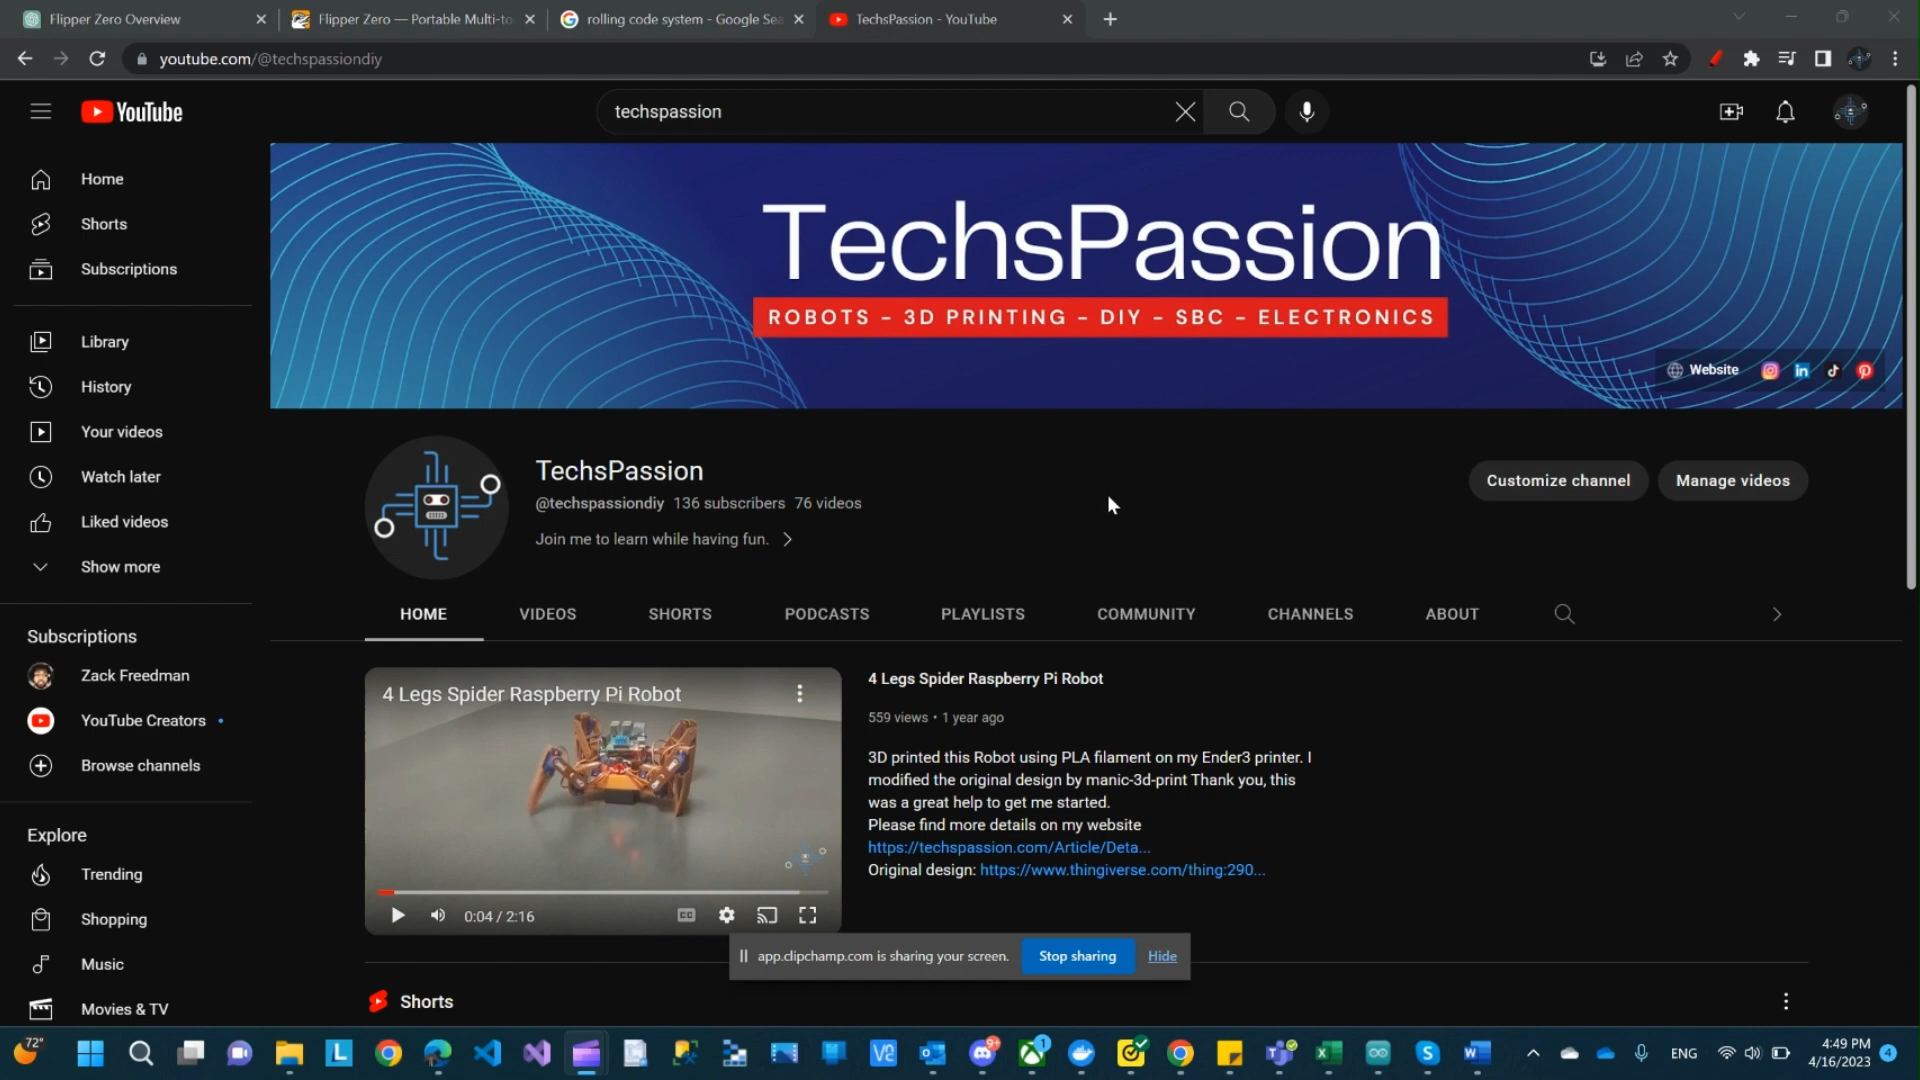 Flipper Zero Overview
Flipper Zero — Portable Multi-to
rolling code system - Google Sea
TechsPassion - YouTube
youtube.com/@techspassiondiy
YouTube
techspassion
Home
Shorts
Subscriptions
Library
History
Your videos
Watch later
Liked videos
Show more
Subscriptions
Zack Freedman
YouTube Creators
Browse channels
Explore
Trending
Shopping
Music
Movies & TV
TechsPassion
ROBOTS - 3D PRINTING - DIY - SBC - ELECTRONICS
Website
TechsPassion
@techspassiondiy 136 subscribers 76 videos
Join me to learn while having fun.
Customize channel
Manage videos
HOME VIDEOS SHORTS PODCASTS PLAYLISTS COMMUNITY CHANNELS ABOUT
4 Legs Spider Raspberry Pi Robot
0:04 / 2:16
4 Legs Spider Raspberry Pi Robot
559 views • 1 year ago
3D printed this Robot using PLA filament on my Ender3 printer. I
modified the original design by manic-3d-print Thank you, this
was a great help to get me started.
Please find more details on my website
https://techspassion.com/Article/Deta...
Original design: https://www.thingiverse.com/thing:290...
app.clipchamp.com is sharing your screen.
Stop sharing
Hide
Shorts
72°
9+
1
ENG
4:49 PM
4/16/2023
4